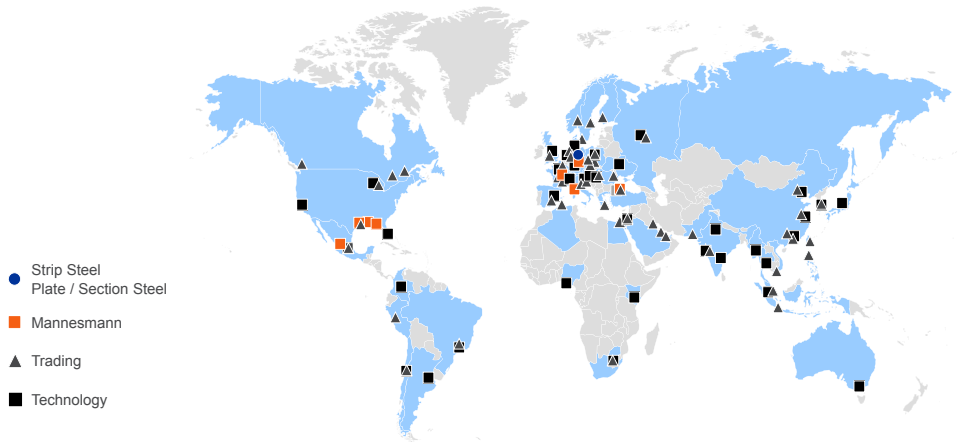 Strip Steel
Plate / Section Steel
Mannesmann
Trading
Technology